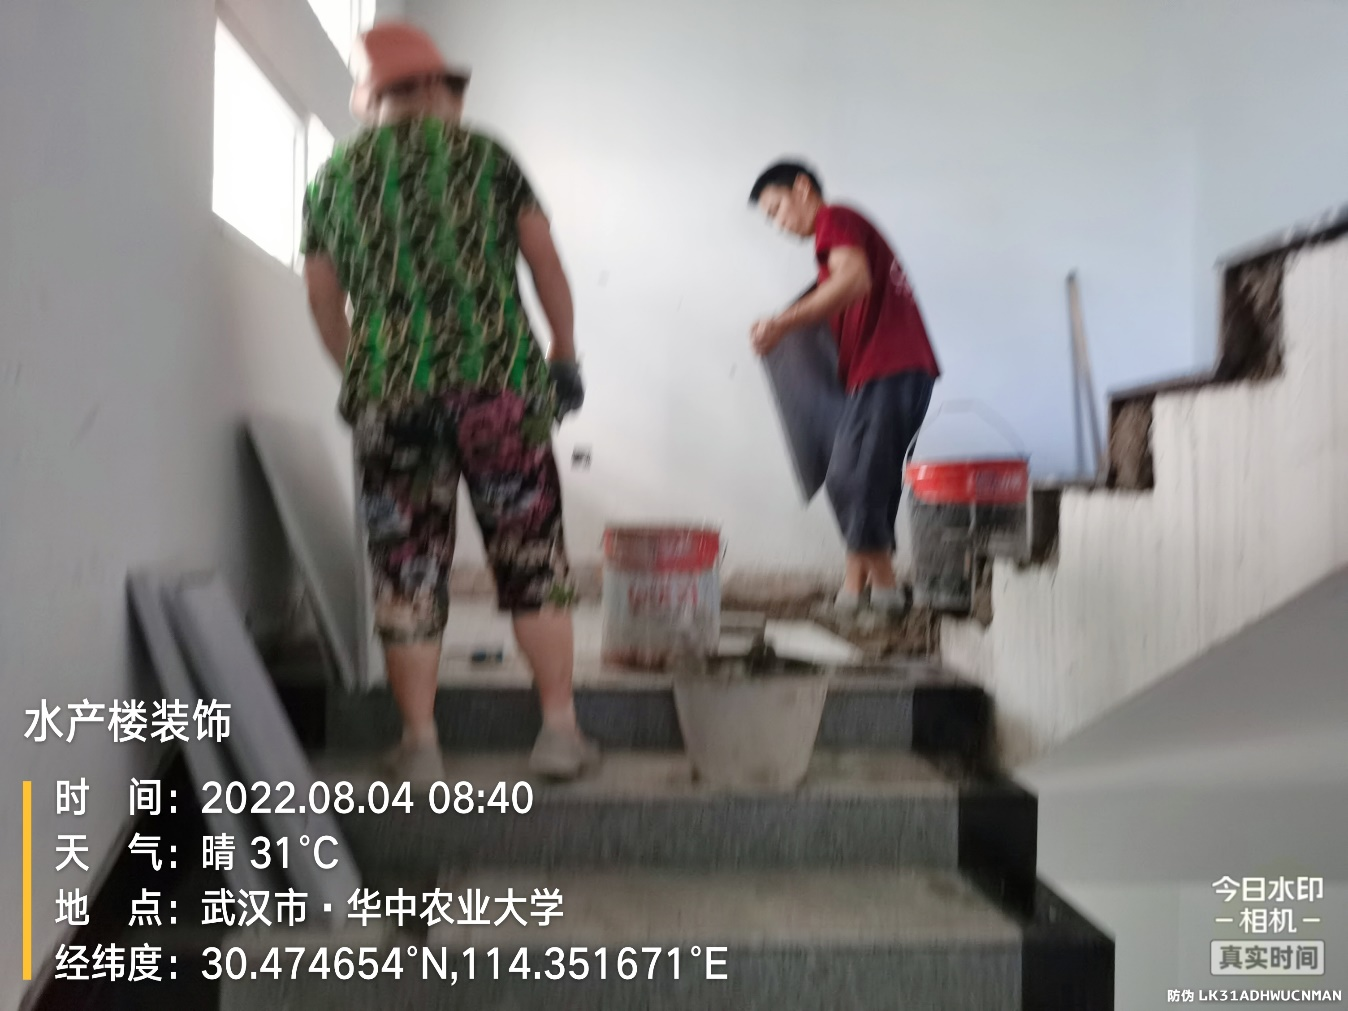 水产楼装饰
时 间：2022.08.04 08:40
天 气：晴 31°C
地 点：武汉市·华中农业大学
经纬度：30.474654°N,114.351671°E
今日水印
相机
真实时间
防伪 LK31ADHWUCNMAN